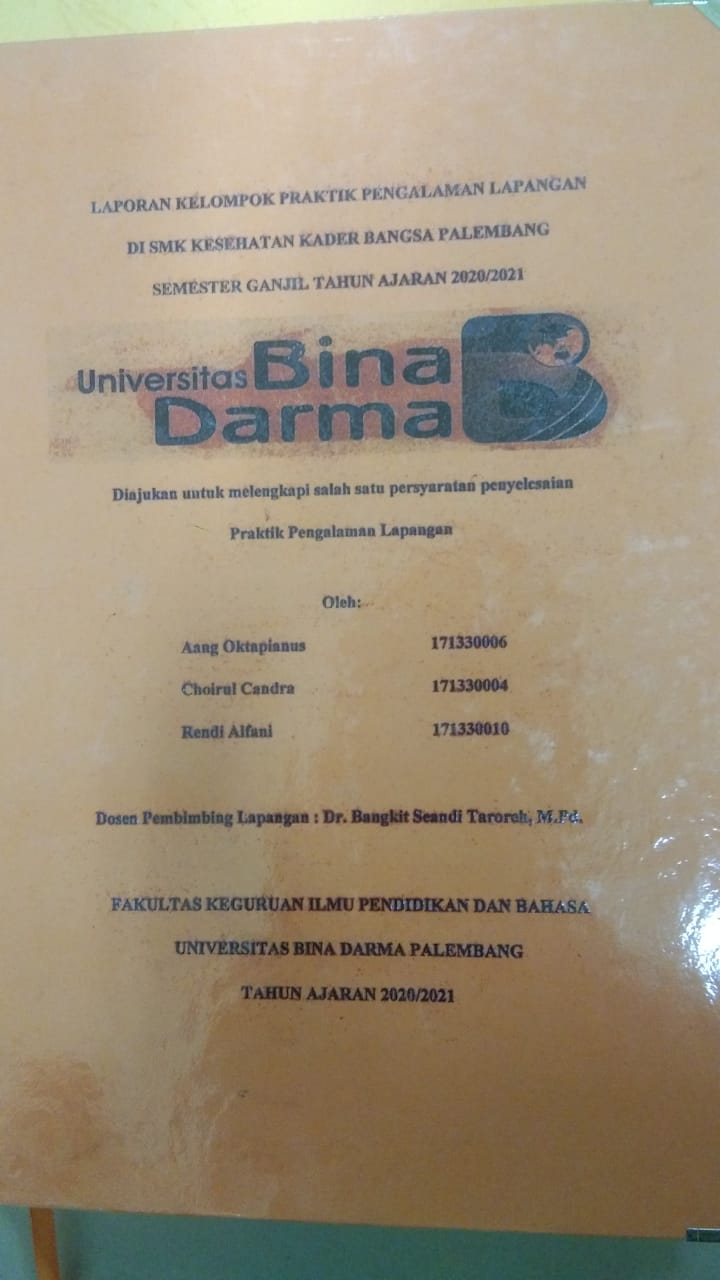 LAPORAN KELOMPOK PRAKTIK PENGALAMAN LAPANGAN
DI SMK KESEHATAN KADER BANGSA PALEMBANG
SEMESTER GANJIL TAHUN AJARAN 2020/2021
Universitas Bina
Darma
Diajukan untuk melengkapi salah satu persyaratan penyelesaian
Praktik Pengalaman Lapangan
Oleh:
Aang Oktapianus 171330006
Choirul Candra 171330004
Rendi Alfani 171330010
Dosen Pembimbing Lapangan : Dr. Bangkit Seandi Taroreh, M.Pd.
FAKULTAS KEGURUAN ILMU PENDIDIKAN DAN BAHASA
UNIVERSITAS BINA DARMA PALEMBANG
TAHUN AJARAN 2020/2021